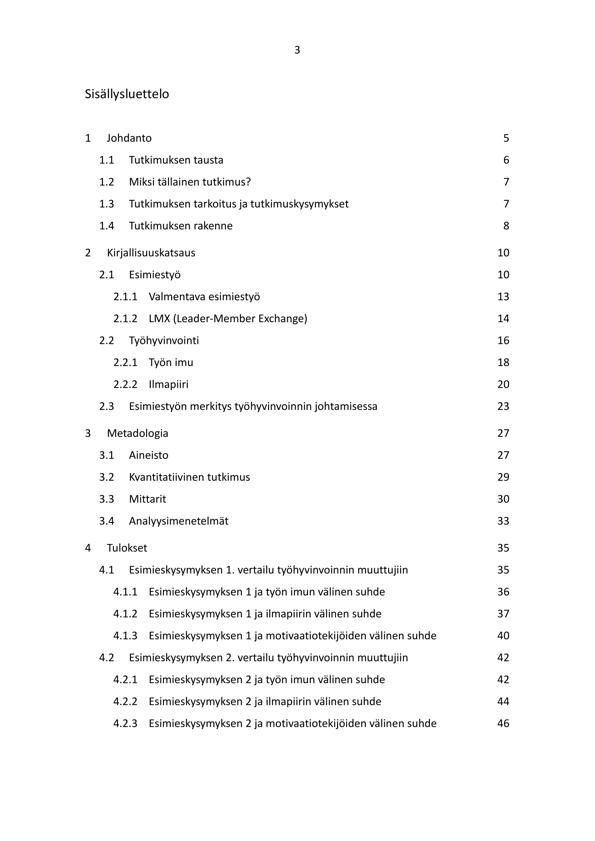 3
Sisällysluettelo
1 Johdanto 5
1.1 Tutkimuksen tausta 6
1.2 Miksi tällainen tutkimus? 7
1.3 Tutkimuksen tarkoitus ja tutkimuskysymykset 7
1.4 Tutkimuksen rakenne 8
2 Kirjallisuuskatsaus 10
2.1 Esimiestyö 10
2.1.1 Valmentava esimiestyö 13
2.1.2 LMX (Leader-Member Exchange) 14
2.2 Työhyvinvointi 16
2.2.1 Työn imu 18
2.2.2 Ilmapiiri 20
2.3 Esimiestyön merkitys työhyvinvoinnin johtamisessa 23
3 Metadologia 27
3.1 Aineisto 27
3.2 Kvantitatiivinen tutkimus 29
3.3 Mittarit 30
3.4 Analyysimenetelmät 33
4 Tulokset 35
4.1 Esimieskysymyksen 1. vertailu työhyvinvoinnin muuttujiin 35
4.1.1 Esimieskysymyksen 1 ja työn imun välinen suhde 36
4.1.2 Esimieskysymyksen 1 ja ilmapiirin välinen suhde 37
4.1.3 Esimieskysymyksen 1 ja motivaatiotekijöiden välinen suhde 40
4.2 Esimieskysymyksen 2. vertailu työhyvinvoinnin muuttujiin 42
4.2.1 Esimieskysymyksen 2 ja työn imun välinen suhde 42
4.2.2 Esimieskysymyksen 2 ja ilmapiirin välinen suhde 44
4.2.3 Esimieskysymyksen 2 ja motivaatiotekijöiden välinen suhde 46